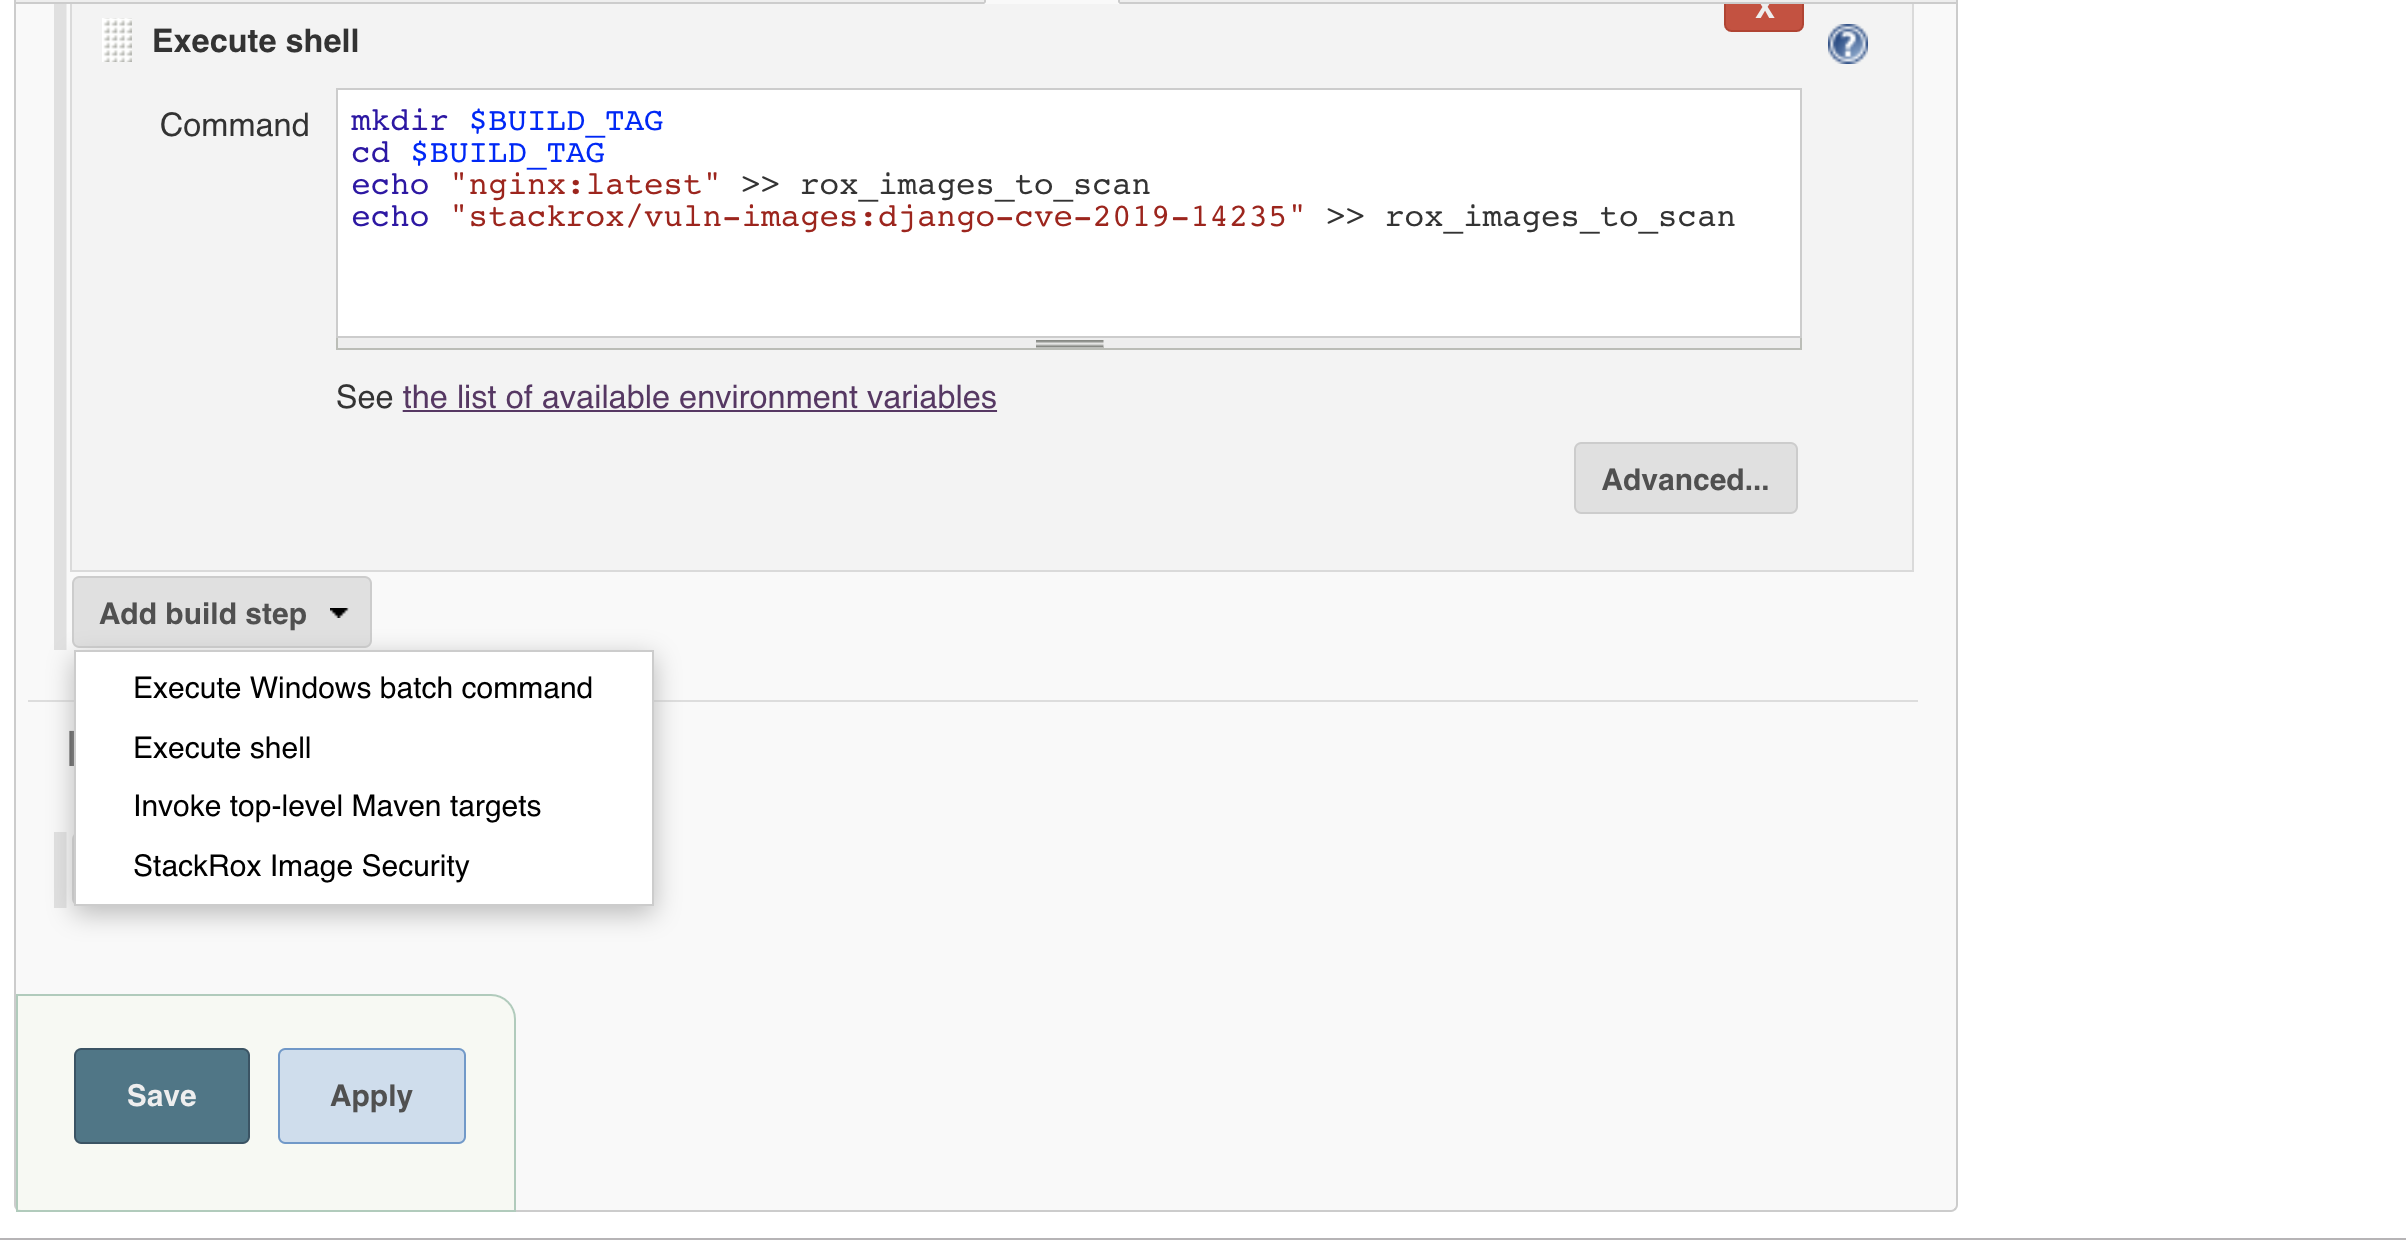 X
Execute shell
Command
mkdir $BUILD_TAG
cd $BUILD_TAG
echo "nginx:latest" >> rox_images_to_scan
echo "stackrox/vuln-images:django-cve-2019-14235" >> rox_images_to_scan
See the list of available environment variables
Advanced...
Add build step
Execute Windows batch command
Execute shell
Invoke top-level Maven targets
StackRox Image Security
Save
Apply